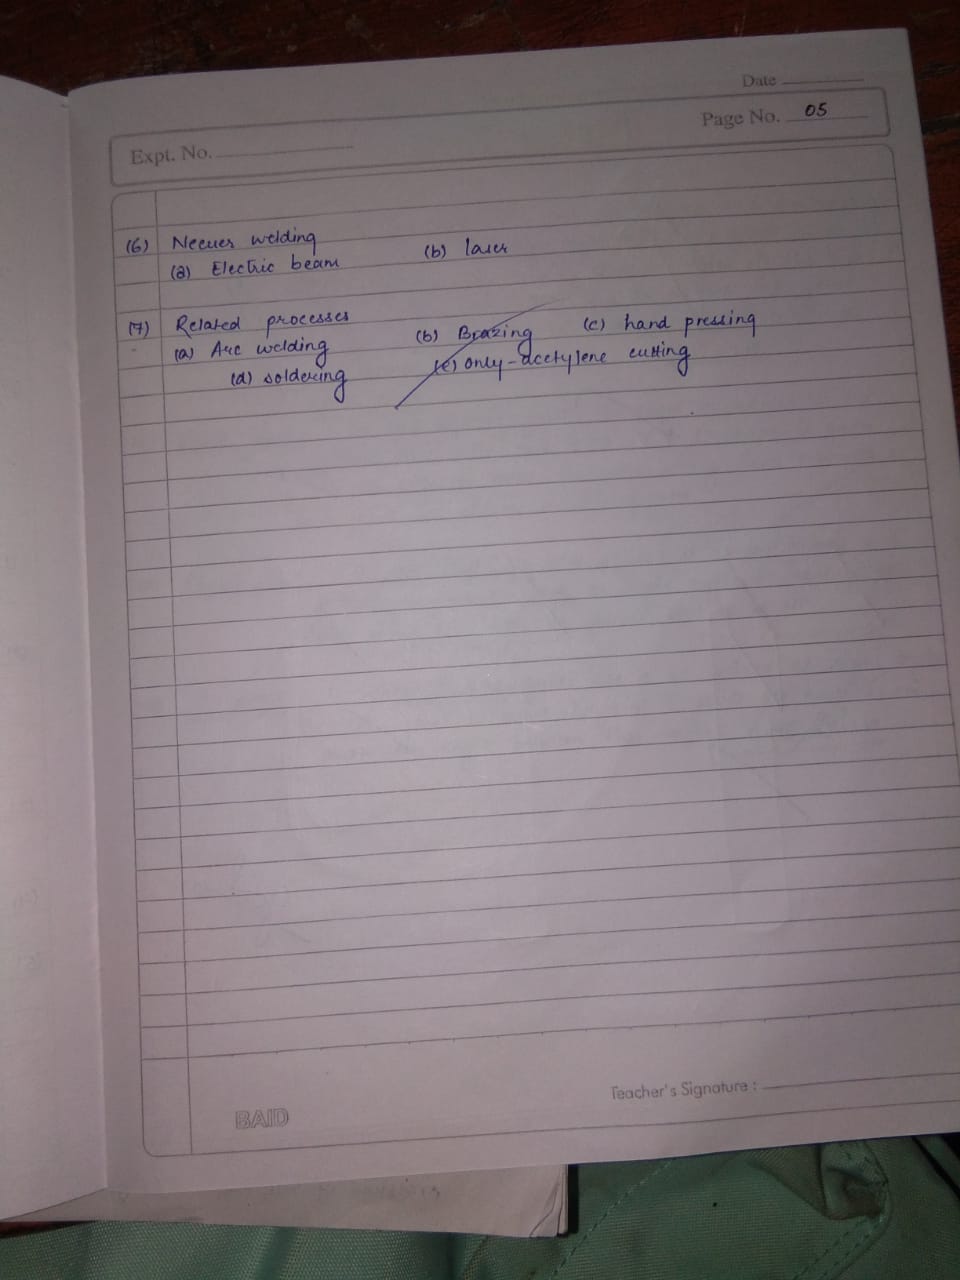 Date
Page No. 05
Expt. No.
(6) Newer welding
(a) Electric beam (b) laser
(7) Related processes
(a) Arc welding (b) Brazing (c) hand pressing
(d) soldering (e) only-acetylene cutting
Teacher's Signature :
BAID